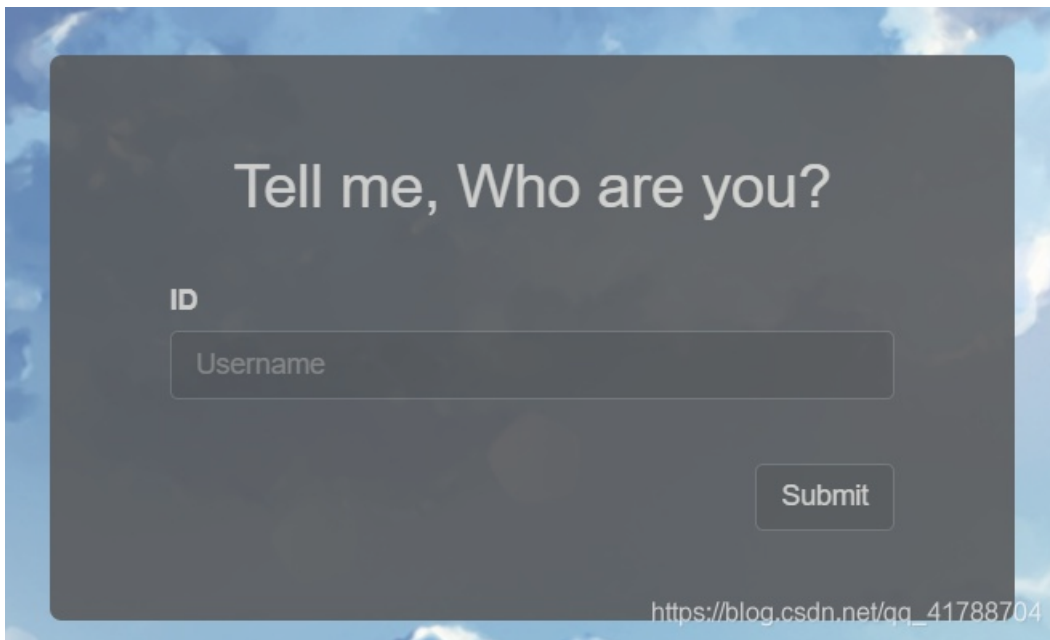 Tell me, Who are you?
ID
Username
Submit
https://blog.csdn.net/qq_41788704